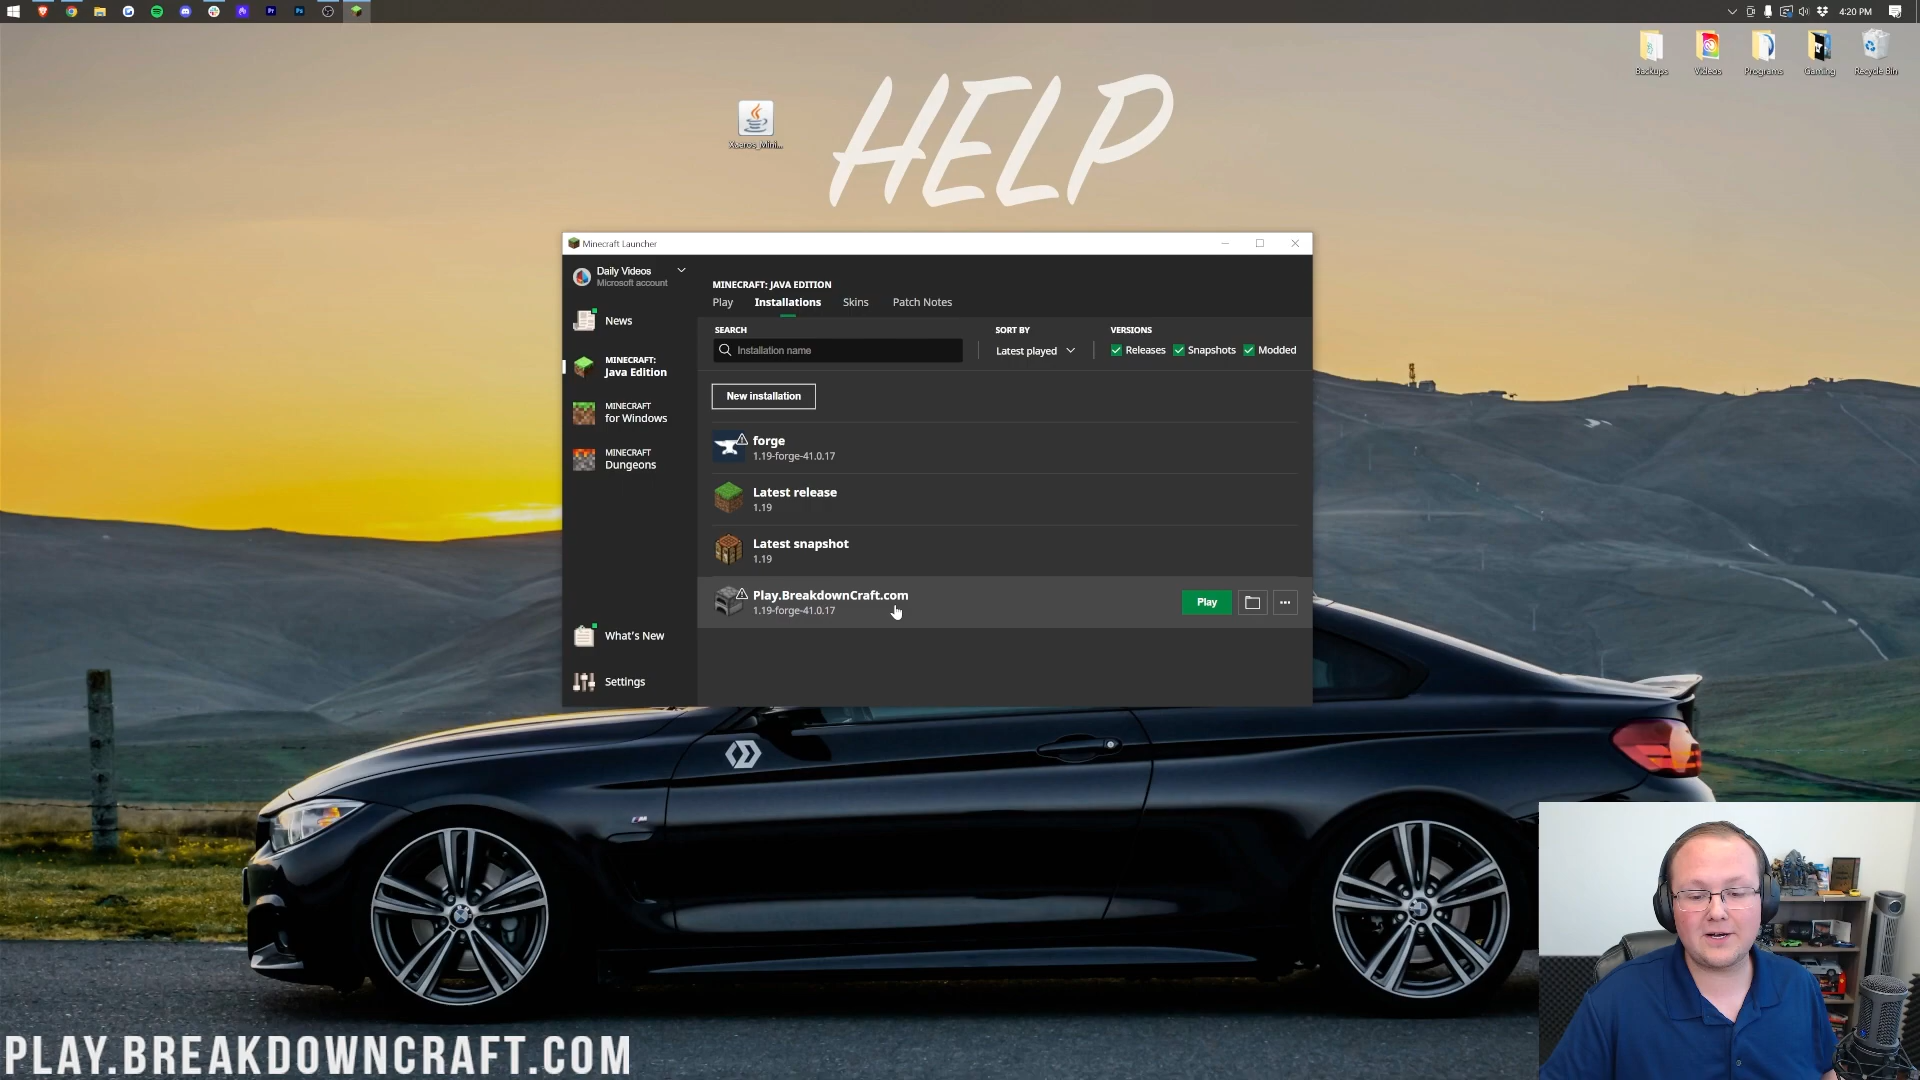 4:20 PM
Backups
Videos
Programs
Gaming
Recycle Bin
HELP
Xaeros_Mini...
Minecraft Launcher
Daily Videos
Microsoft account
News
MINECRAFT:
Java Edition
MINECRAFT
for Windows
MINECRAFT
Dungeons
What's New
Settings
MINECRAFT: JAVA EDITION
Play Installations Skins Patch Notes
SEARCH
Installation name
SORT BY
Latest played
VERSIONS
Releases Snapshots Modded
New installation
forge
1.19-forge-41.0.17
Latest release
1.19
Latest snapshot
1.19
Play.BreakdownCraft.com
1.19-forge-41.0.17
Play
PLAY.BREAKDOWNCRAFT.COM